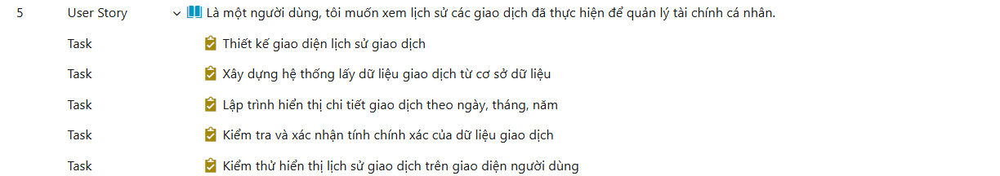 5 User Story Là một người dùng, tôi muốn xem lịch sử các giao dịch đã thực hiện để quản lý tài chính cá nhân.
Task Thiết kế giao diện lịch sử giao dịch
Task Xây dựng hệ thống lấy dữ liệu giao dịch từ cơ sở dữ liệu
Task Lập trình hiển thị chi tiết giao dịch theo ngày, tháng, năm
Task Kiểm tra và xác nhận tính chính xác của dữ liệu giao dịch
Task Kiểm thử hiển thị lịch sử giao dịch trên giao diện người dùng